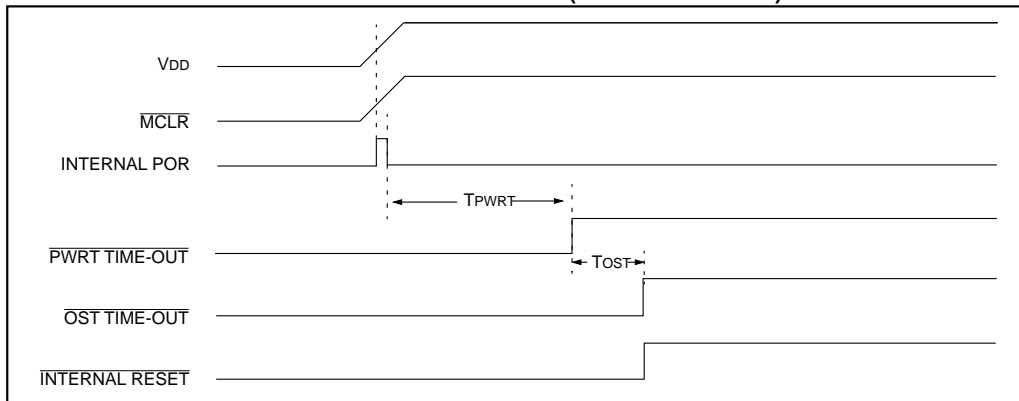 VDD
MCLR
INTERNAL POR
TPWRT
PWRT TIME-OUT
TOST
OST TIME-OUT
INTERNAL RESET